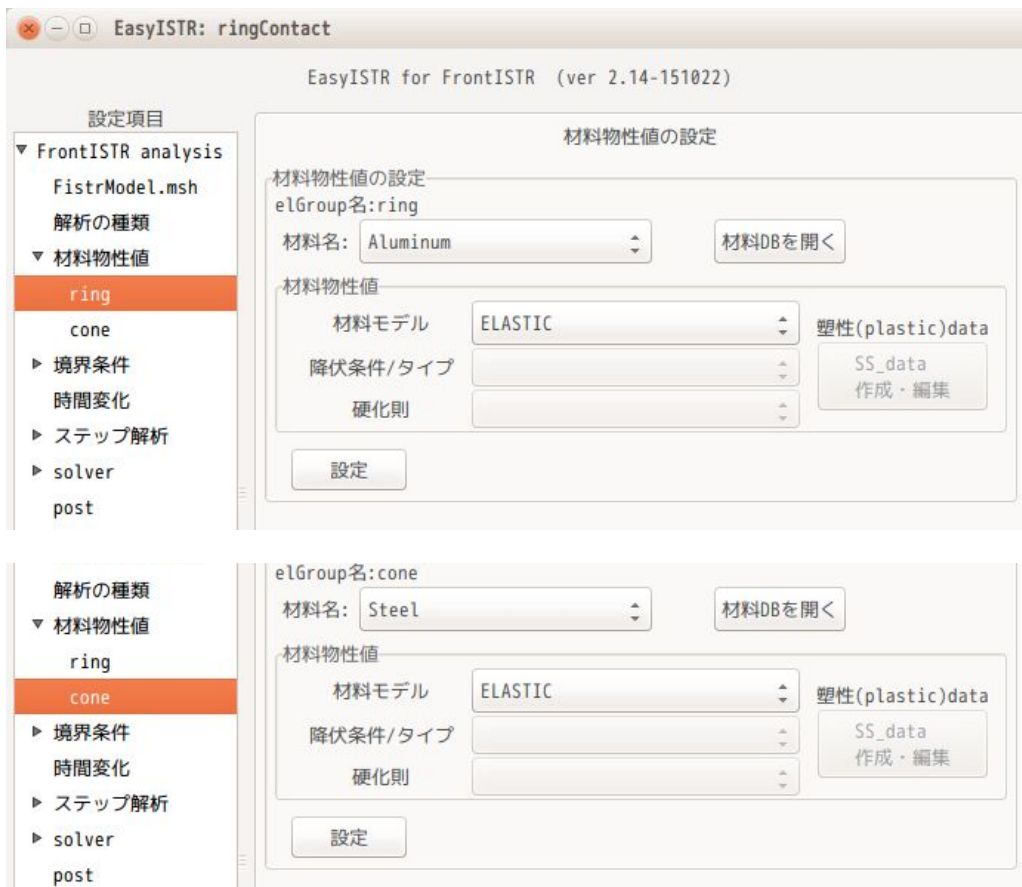 EasyISTR: ringContact
EasyISTR for FrontISTR (ver 2.14-151022)
設定項目
FrontISTR analysis
FistrModel.msh
解析の種類
材料物性値
ring
cone
境界条件
時間変化
ステップ解析
solver
post
材料物性値の設定
材料物性値の設定
elGroup名:ring
材料名: Aluminum 材料DBを開く
材料物性値
材料モデル ELASTIC 塑性(plastic)data
降伏条件/タイプ SS_data
作成・編集
硬化則
設定
解析の種類
材料物性値
ring
cone
境界条件
時間変化
ステップ解析
solver
post
elGroup名:cone
材料名: Steel 材料DBを開く
材料物性値
材料モデル ELASTIC 塑性(plastic)data
降伏条件/タイプ SS_data
作成・編集
硬化則
設定